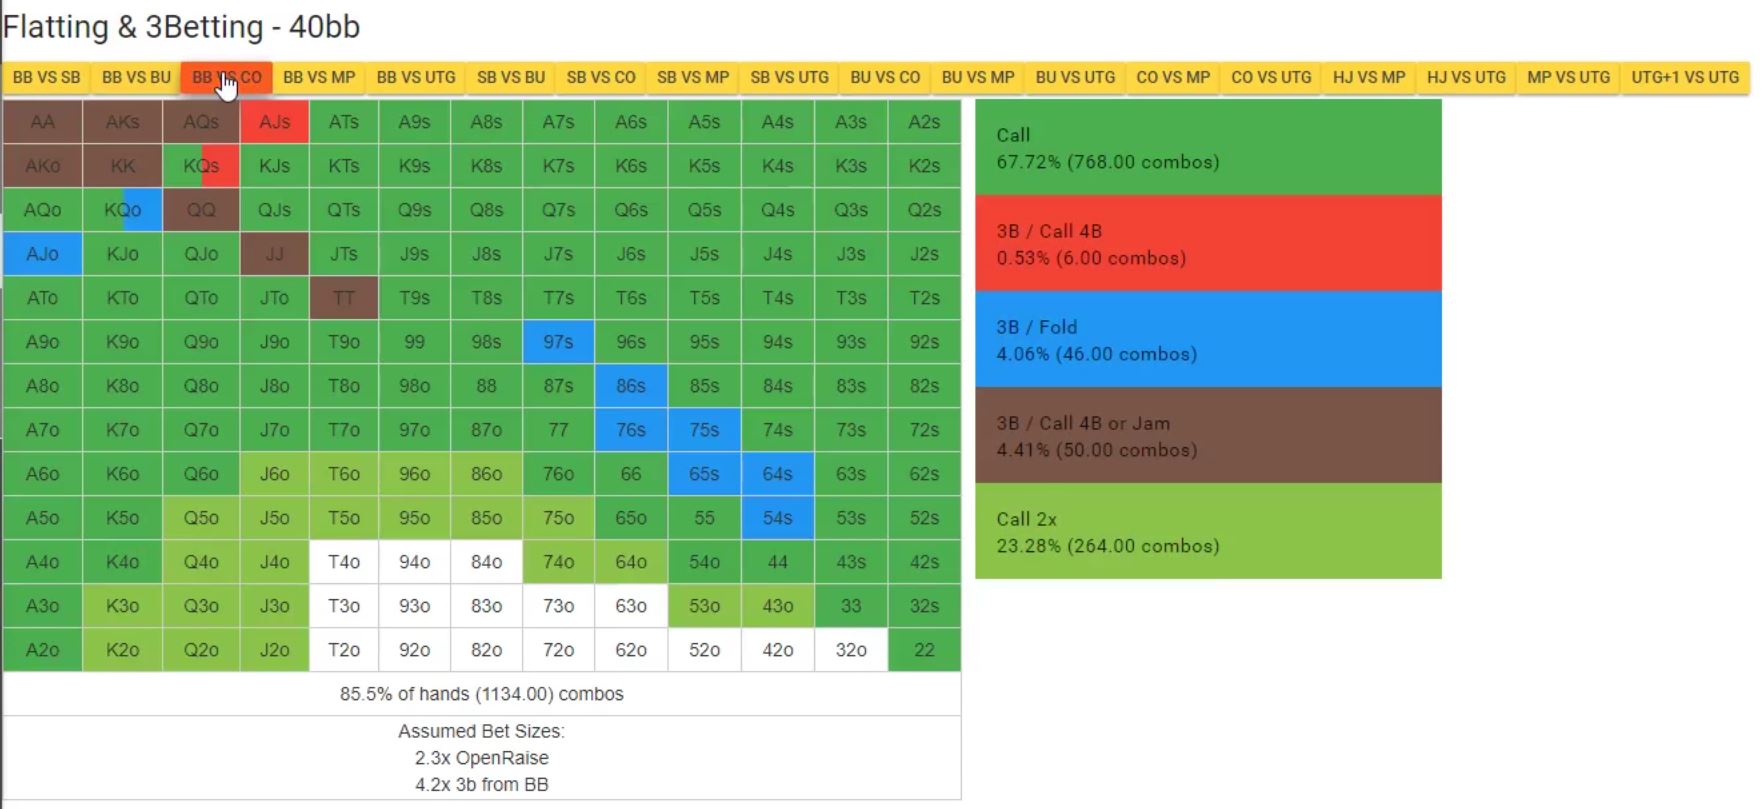 Flatting & 3Betting - 40bb
BB VS SB BB VS BU BB VS CO BB VS MP BB VS UTG SB VS BU SB VS CO SB VS MP SB VS UTG BU VS CO BU VS MP BU VS UTG CO VS MP CO VS UTG HJ VS MP HJ VS UTG MP VS UTG UTG+1 VS UTG
AA AKs AQs AJs ATs A9s A8s A7s A6s A5s A4s A3s A2s
AKo KK KQs KJs KTs K9s K8s K7s K6s K5s K4s K3s K2s
AQo KQo QQ QJs QTs Q9s Q8s Q7s Q6s Q5s Q4s Q3s Q2s
AJo KJo QJo JJ JTs J9s J8s J7s J6s J5s J4s J3s J2s
ATo KTo QTo JTo TT T9s T8s T7s T6s T5s T4s T3s T2s
A9o K9o Q9o J9o T9o 99 98s 97s 96s 95s 94s 93s 92s
A8o K8o Q8o J8o T8o 98o 88 87s 86s 85s 84s 83s 82s
A7o K7o Q7o J7o T7o 97o 87o 77 76s 75s 74s 73s 72s
A6o K6o Q6o J6o T6o 96o 86o 76o 66 65s 64s 63s 62s
A5o K5o Q5o J5o T5o 95o 85o 75o 65o 55 54s 53s 52s
A4o K4o Q4o J4o T4o 94o 84o 74o 64o 54o 44 43s 42s
A3o K3o Q3o J3o T3o 93o 83o 73o 63o 53o 43o 33 32s
A2o K2o Q2o J2o T2o 92o 82o 72o 62o 52o 42o 32o 22
85.5% of hands (1134.00) combos
Assumed Bet Sizes:
2.3x OpenRaise
4.2x 3b from BB
Call
67.72% (768.00 combos)
3B / Call 4B
0.53% (6.00 combos)
3B / Fold
4.06% (46.00 combos)
3B / Call 4B or Jam
4.41% (50.00 combos)
Call 2x
23.28% (264.00 combos)